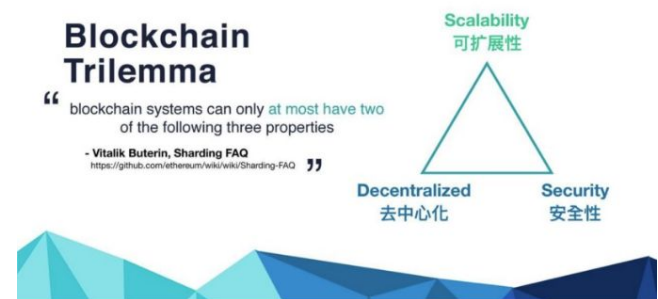 Blockchain
Trilemma
“ blockchain systems can only at most have two
of the following three properties
- Vitalik Buterin, Sharding FAQ
https://github.com/ethereum/wiki/wiki/Sharding-FAQ ”
Scalability
可扩展性
Decentralized
去中心化
Security
安全性